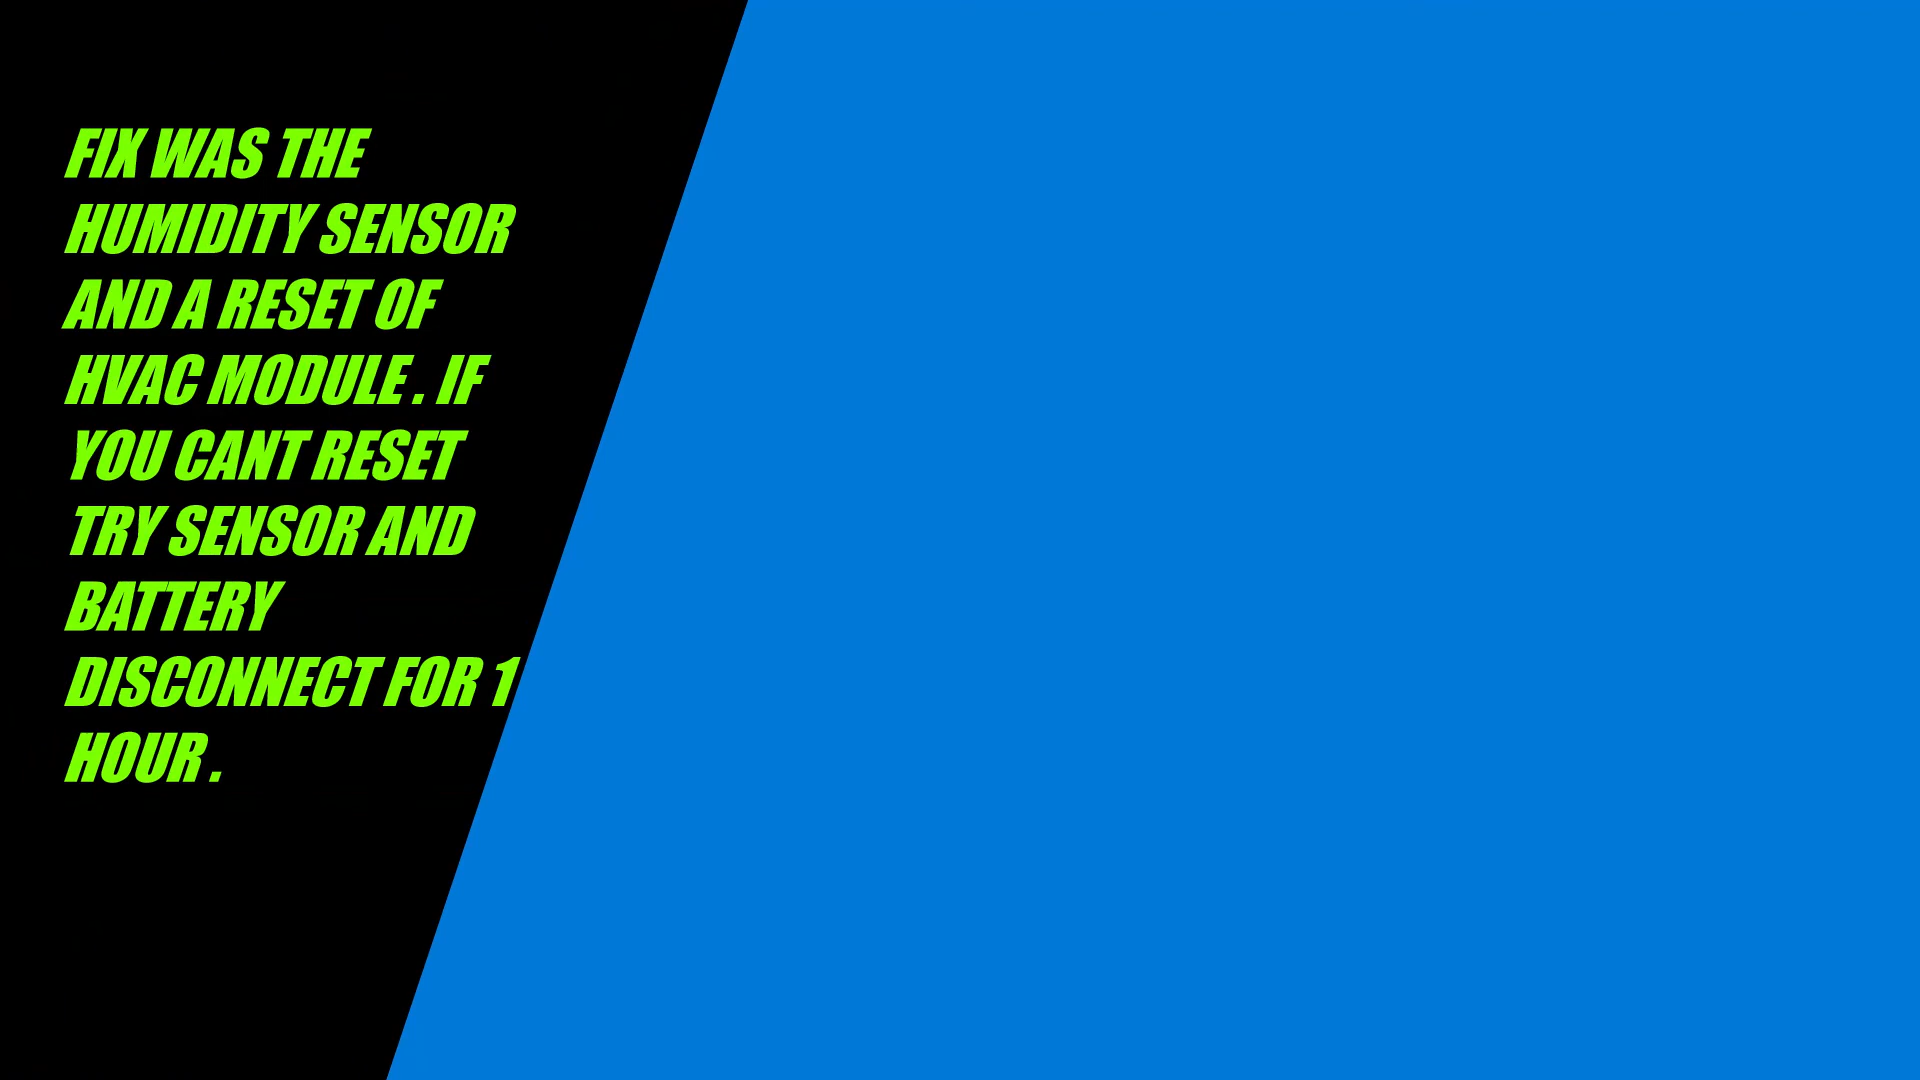 FIX WAS THE
HUMIDITY SENSOR
AND A RESET OF
HVAC MODULE . IF
YOU CANT RESET
TRY SENSOR AND
BATTERY
DISCONNECT FOR 1
HOUR .